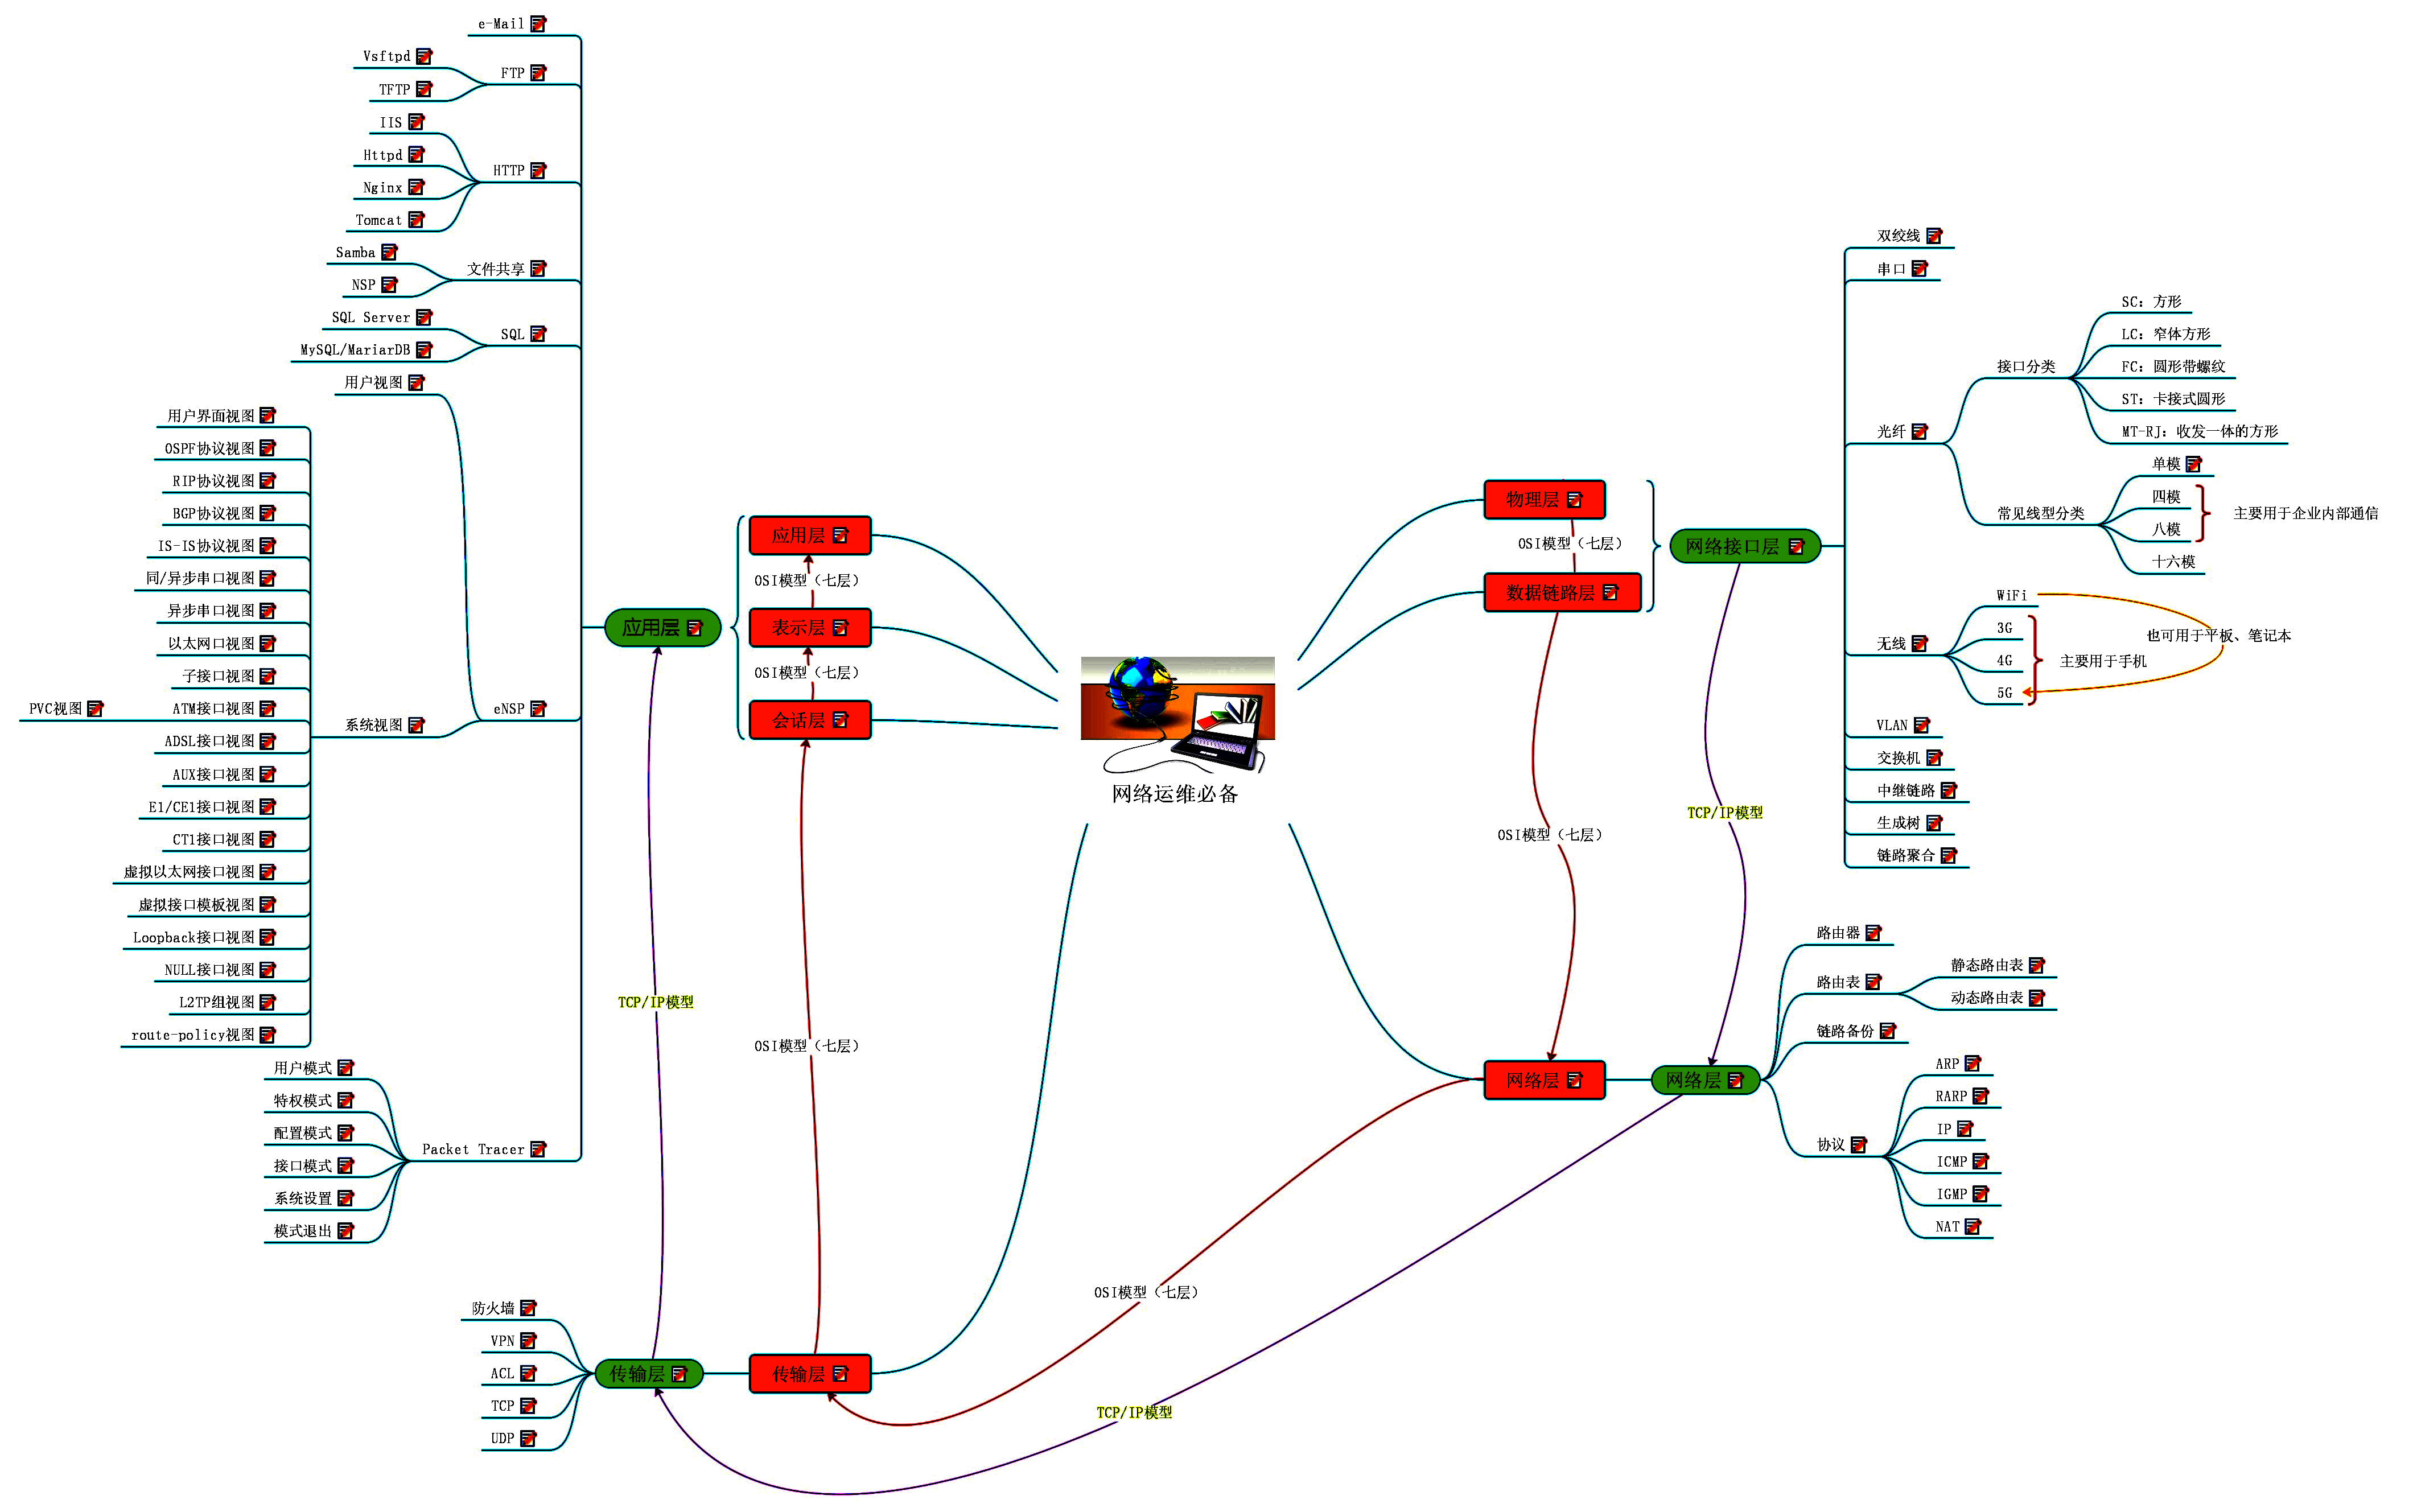 网络运维必备
物理层
OSI模型（七层）
数据链路层
网络接口层
双绞线
串口
光纤
接口分类
SC：方形
LC：窄体方形
FC：圆形带螺纹
ST：卡接式圆形
MT-RJ：收发一体的方形
常见线型分类
单模
四模
八模
十六模
主要用于企业内部通信
无线
WiFi
3G
4G
5G
主要用于手机
也可用于平板、笔记本
VLAN
交换机
中继链路
生成树
链路聚合
OSI模型（七层）
TCP/IP模型
网络层
网络层
路由器
路由表
静态路由表
动态路由表
链路备份
协议
ARP
RARP
IP
ICMP
IGMP
NAT
OSI模型（七层）
TCP/IP模型
应用层
OSI模型（七层）
表示层
OSI模型（七层）
会话层
应用层
e-Mail
FTP
Vsftpd
TFTP
HTTP
IIS
Httpd
Nginx
Tomcat
文件共享
Samba
NSP
SQL
SQL Server
MySQL/MariarDB
eNSP
用户视图
系统视图
用户界面视图
OSPF协议视图
RIP协议视图
BGP协议视图
IS-IS协议视图
同/异步串口视图
异步串口视图
以太网口视图
子接口视图
ATM接口视图
PVC视图
ADSL接口视图
AUX接口视图
E1/CE1接口视图
CT1接口视图
虚拟以太网接口视图
虚拟接口模板视图
Loopback接口视图
NULL接口视图
L2TP组视图
route-policy视图
Packet Tracer
用户模式
特权模式
配置模式
接口模式
系统设置
模式退出
TCP/IP模型
OSI模型（七层）
传输层
传输层
防火墙
VPN
ACL
TCP
UDP